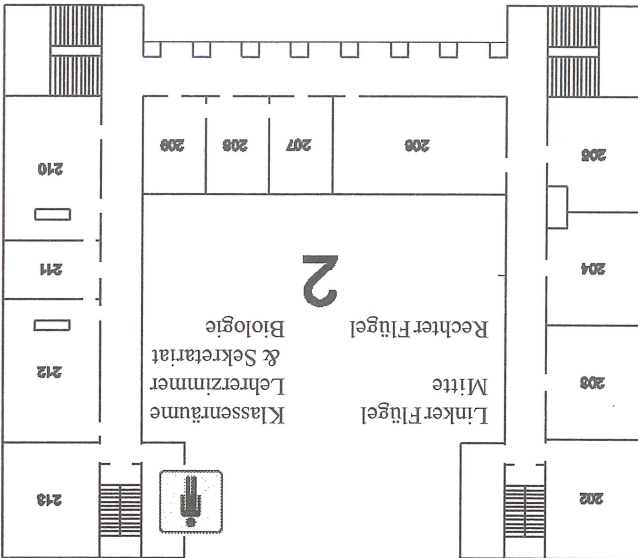 202
213
203
212
Linker Flügel Klassenräume
Mitte Lehrerzimmer
& Sekretariat
Rechter Flügel Biologie
2
204
211
205
210
206 207 208 209